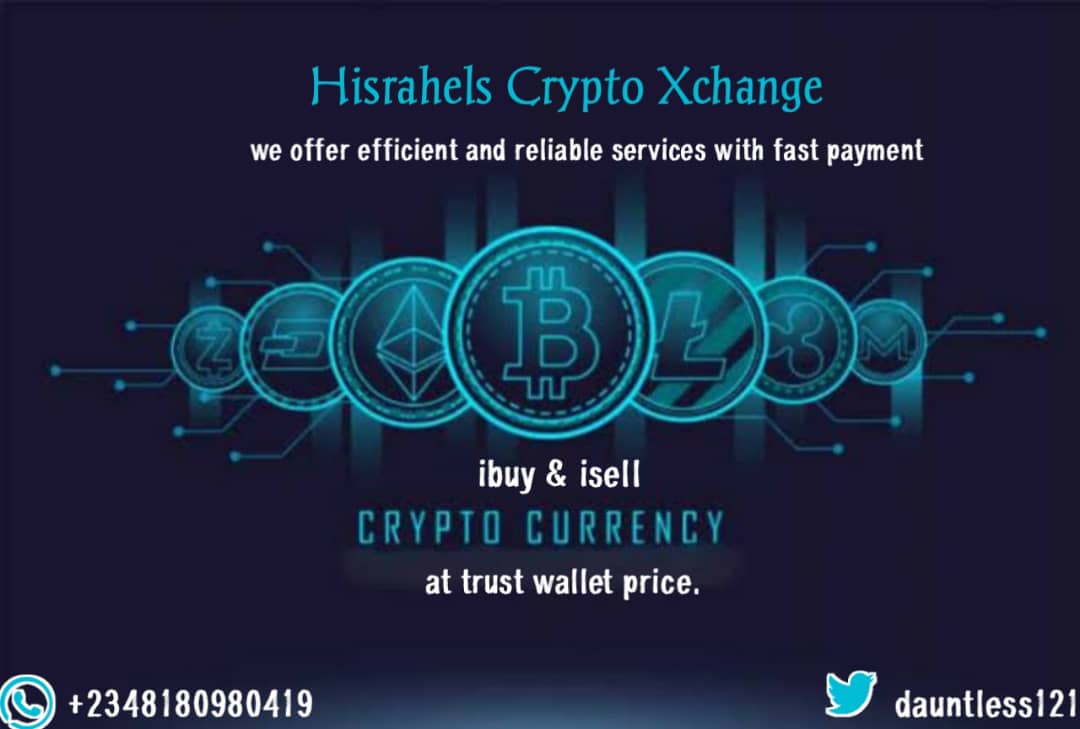 Hisrahels Crypto Xchange
we offer efficient and reliable services with fast payment
ibuy & isell
CRYPTO CURRENCY
at trust wallet price.
+2348180980419
dauntless121